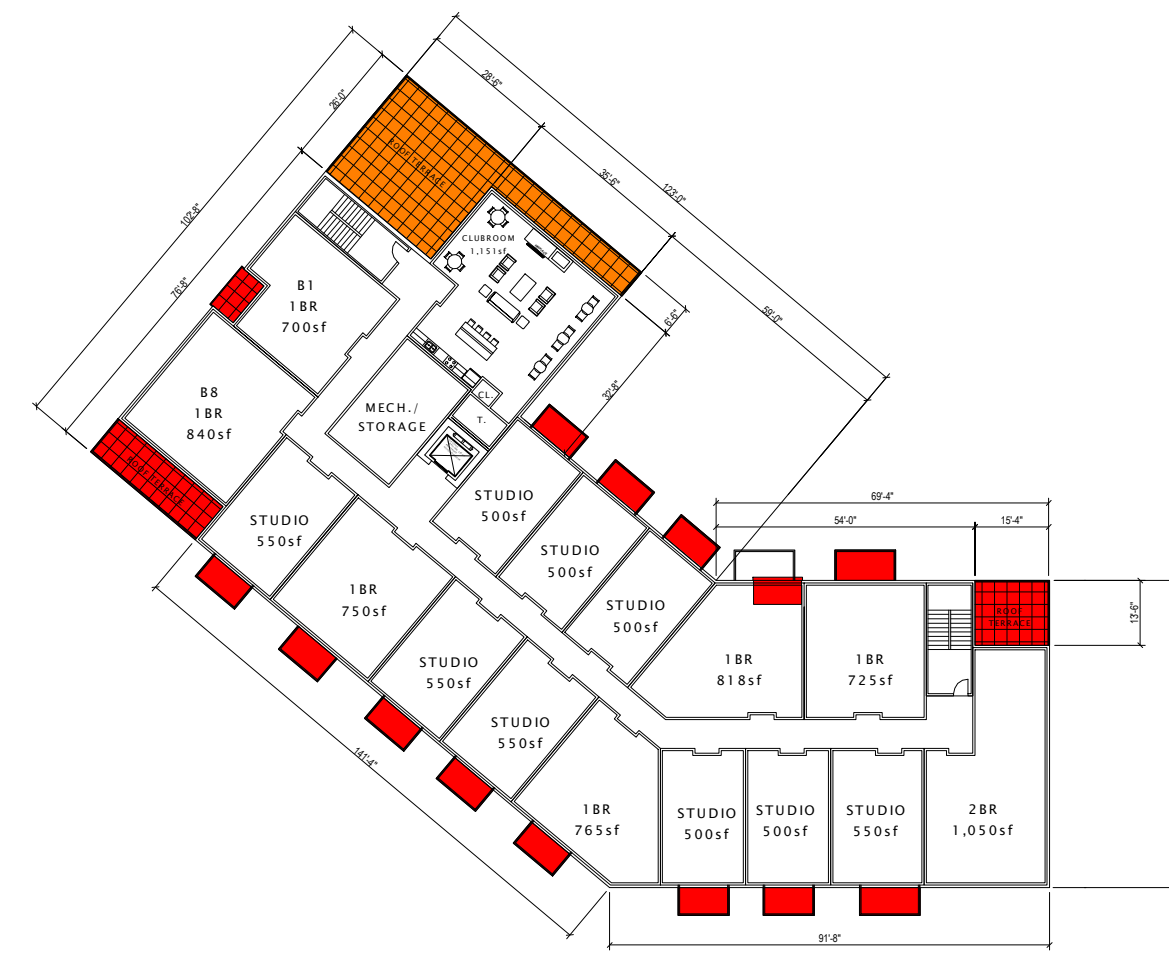 28'-6"
26'-0"
ROOF TERRACE
35'-6"
123'-0"
102'-8"
CLUBROOM
1,151sf
76'-8"
B1
1BR
700sf
6'-6"
59'-0"
32'-8"
B8
1BR
840sf
MECH./
STORAGE
CL.
T.
ROOF TERRACE
STUDIO
500sf
STUDIO
550sf
STUDIO
500sf
69'-4"
54'-0"
15'-4"
1BR
750sf
STUDIO
500sf
ROOF
TERRACE
13'-6"
STUDIO
550sf
1BR
818sf
1BR
725sf
STUDIO
550sf
141'-4"
1BR
765sf
STUDIO
500sf
STUDIO
500sf
STUDIO
550sf
2BR
1,050sf
91'-8"